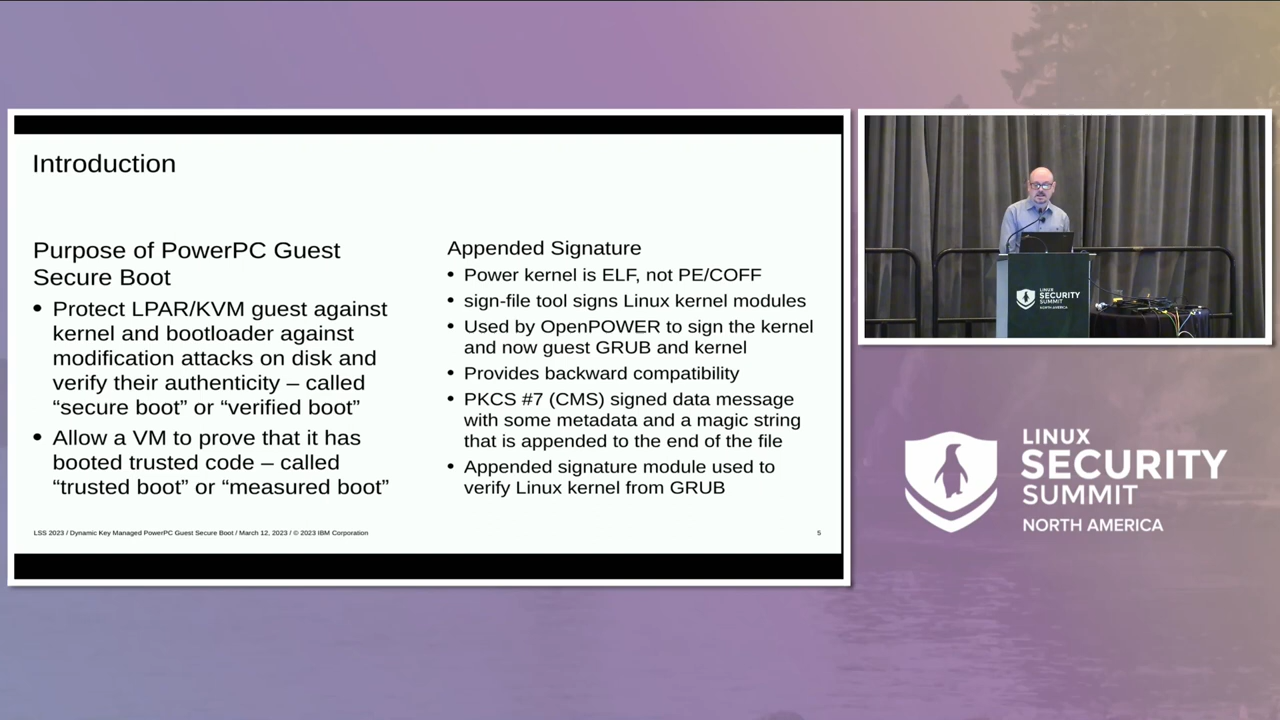 Introduction
Purpose of PowerPC Guest
Secure Boot
• Protect LPAR/KVM guest against
kernel and bootloader against
modification attacks on disk and
verify their authenticity – called
“secure boot” or “verified boot”
• Allow a VM to prove that it has
booted trusted code – called
“trusted boot” or “measured boot”
Appended Signature
• Power kernel is ELF, not PE/COFF
• sign-file tool signs Linux kernel modules
• Used by OpenPOWER to sign the kernel
and now guest GRUB and kernel
• Provides backward compatibility
• PKCS #7 (CMS) signed data message
with some metadata and a magic string
that is appended to the end of the file
• Appended signature module used to
verify Linux kernel from GRUB
LSS 2023 / Dynamic Key Managed PowerPC Guest Secure Boot / March 12, 2023 / © 2023 IBM Corporation
5
LINUX
SECURITY
SUMMIT
NORTH AMERICA
LINUX
SECURITY
SUMMIT
NORTH AMERICA